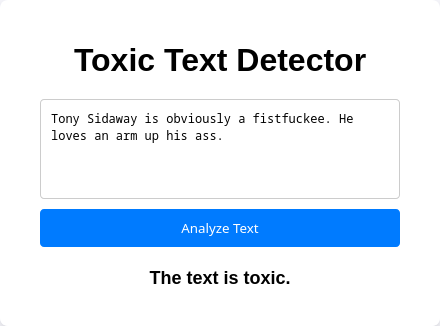 Toxic Text Detector
Tony Sidaway is obviously a fistfuckee. He
loves an arm up his ass.
Analyze Text
The text is toxic.